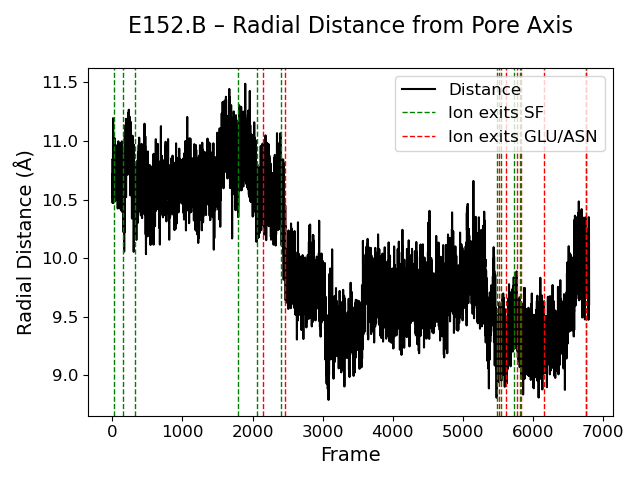 E152.B – Radial Distance from Pore Axis
Radial Distance (Å)
11.5
11.0
10.5
10.0
9.5
9.0
Distance
Ion exits SF
Ion exits GLU/ASN
0
1000
2000
3000
4000
5000
6000
7000
Frame